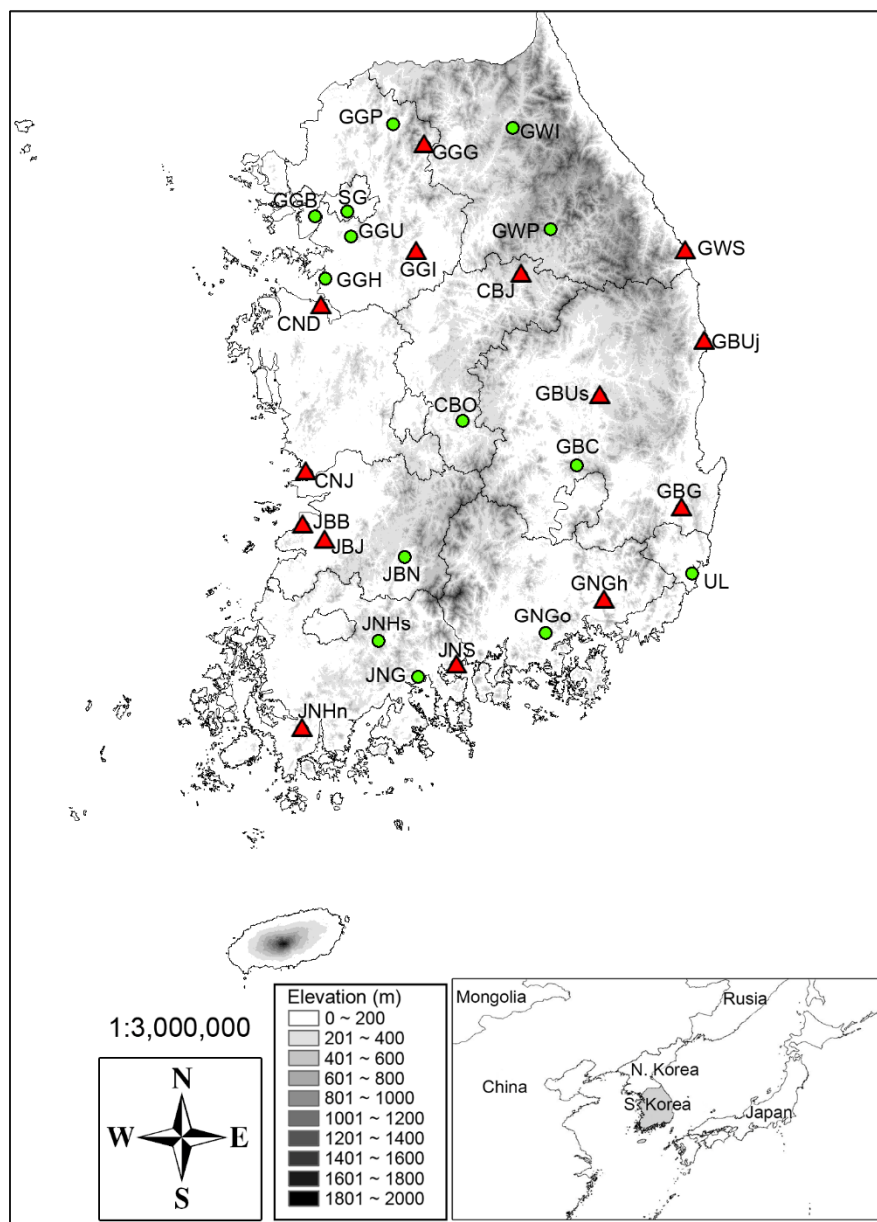 GGP
GWI
GGG
GGB
SG
GGU
GWP
GGI
GWS
GGH
CBJ
CND
GBUj
GBUs
CBO
GBC
CNJ
GBG
JBB
JBJ
JBN
UL
GNGh
JNHs
GNGo
JNS
JNG
JNHn
1:3,000,000
N
W E
S
Elevation (m)
0 ~ 200
201 ~ 400
401 ~ 600
601 ~ 800
801 ~ 1000
1001 ~ 1200
1201 ~ 1400
1401 ~ 1600
1601 ~ 1800
1801 ~ 2000
Mongolia
Rusia
N. Korea
China
S. Korea
Japan